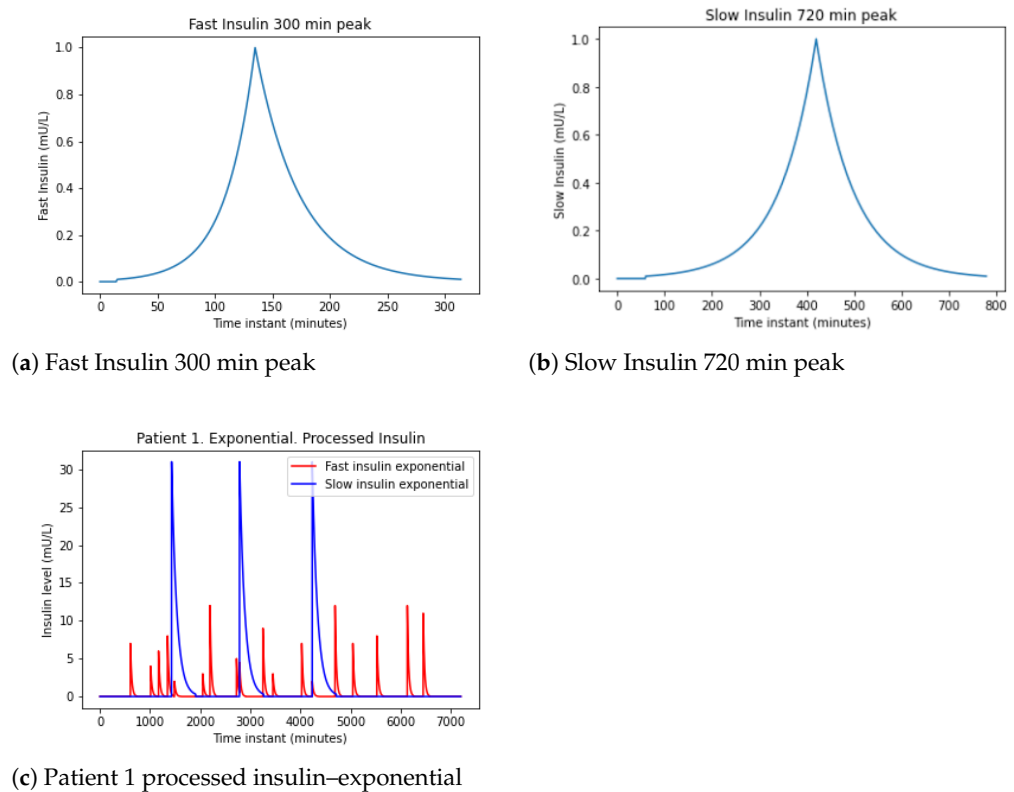 Fast Insulin 300 min peak
1.0
0.8
0.6
0.4
0.2
0.0
Fast Insulin (mU/L)
0 50 100 150 200 250 300
Time instant (minutes)
(a) Fast Insulin 300 min peak
Slow Insulin 720 min peak
1.0
0.8
0.6
0.4
0.2
0.0
Slow Insulin (mU/L)
0 100 200 300 400 500 600 700 800
Time instant (minutes)
(b) Slow Insulin 720 min peak
Patient 1. Exponential. Processed Insulin
Fast insulin exponential
Slow insulin exponential
30
25
20
15
10
5
0
Insulin level (mU/L)
0 1000 2000 3000 4000 5000 6000 7000
Time instant (minutes)
(c) Patient 1 processed insulin–exponential